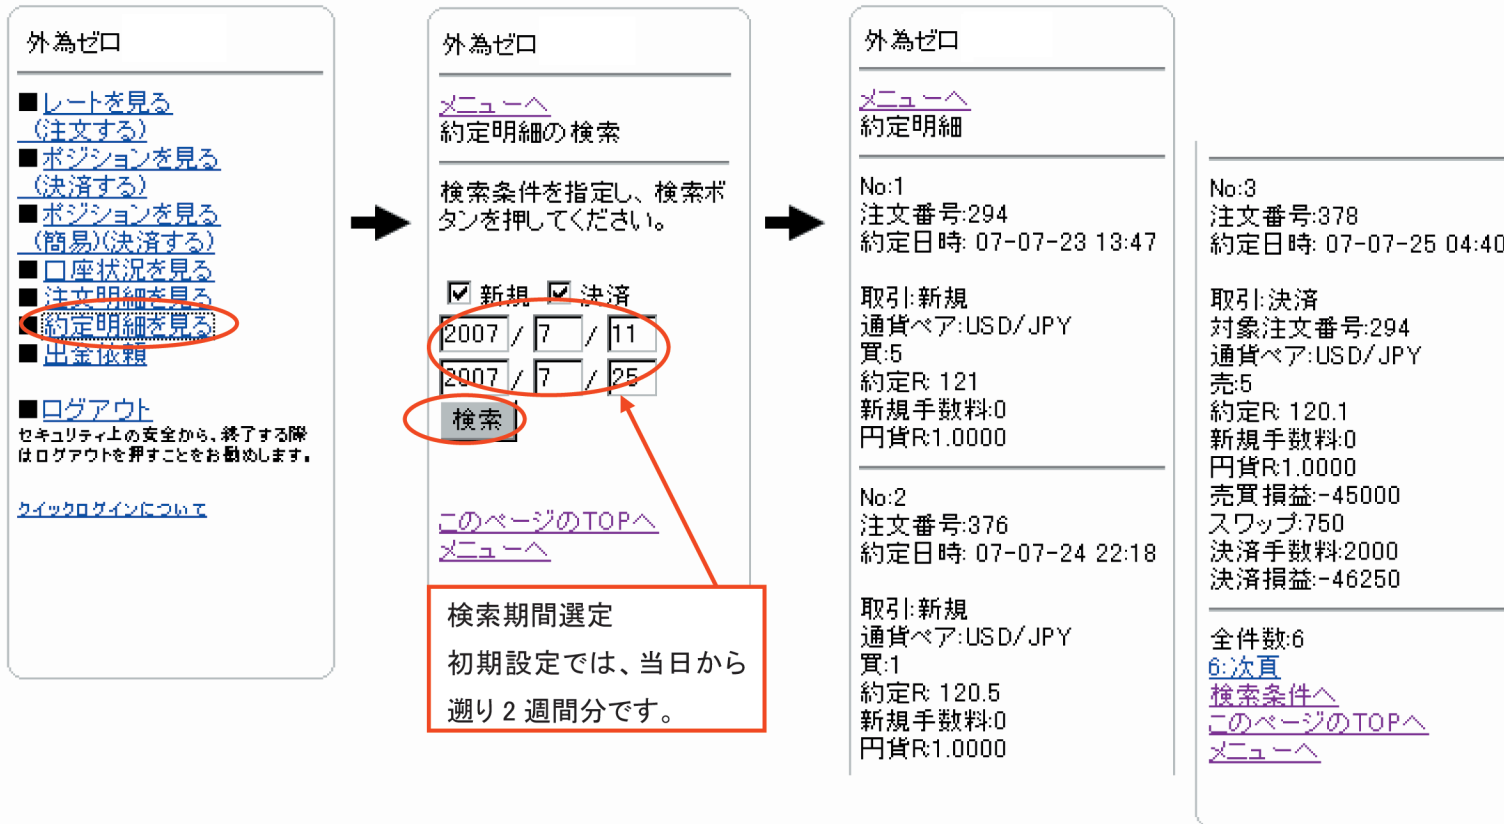 外為ゼロ
■レートを見る
（注文する）
■ポジションを見る
（決済する）
■ポジションを見る
（簡易）（決済する）
■口座状況を見る
■注文明細を見る
■約定明細を見る
■出金依頼
■ログアウト
セキュリティ上の安全から、終了する際
はログアウトを押すことをお勧めします。
クイックログインについて
外為ゼロ
メニューへ
約定明細の検索
検索条件を指定し、検索ボ
タンを押してください。
新規 決済
2007 / 7 / 11
2007 / 7 / 25
検索
このページのTOPへ
メニューへ
検索期間選定
初期設定では、当日から
遡り2週間分です。
外為ゼロ
メニューへ
約定明細
No:1
注文番号:294
約定日時: 07-07-23 13:47
取引:新規
通貨ペア:USD/JPY
買:5
約定R: 121
新規手数料:0
円貨R:1.0000
No:2
注文番号:376
約定日時: 07-07-24 22:18
取引:新規
通貨ペア:USD/JPY
買:1
約定R: 120.5
新規手数料:0
円貨R:1.0000
No:3
注文番号:378
約定日時: 07-07-25 04:40
取引:決済
対象注文番号:294
通貨ペア:USD/JPY
売:5
約定R: 120.1
新規手数料:0
円貨R:1.0000
売買損益:-45000
スワップ:750
決済手数料:2000
決済損益:-46250
全件数:6
6:次頁
検索条件へ
このページのTOPへ
メニューへ